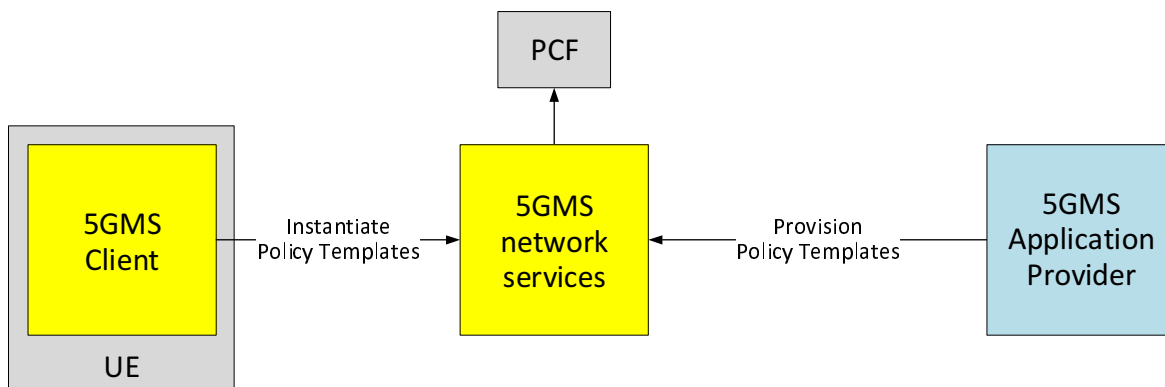 PCF
5GMS
Client
UE
Instantiate
Policy Templates
5GMS
network
services
Provision
Policy Templates
5GMS
Application
Provider